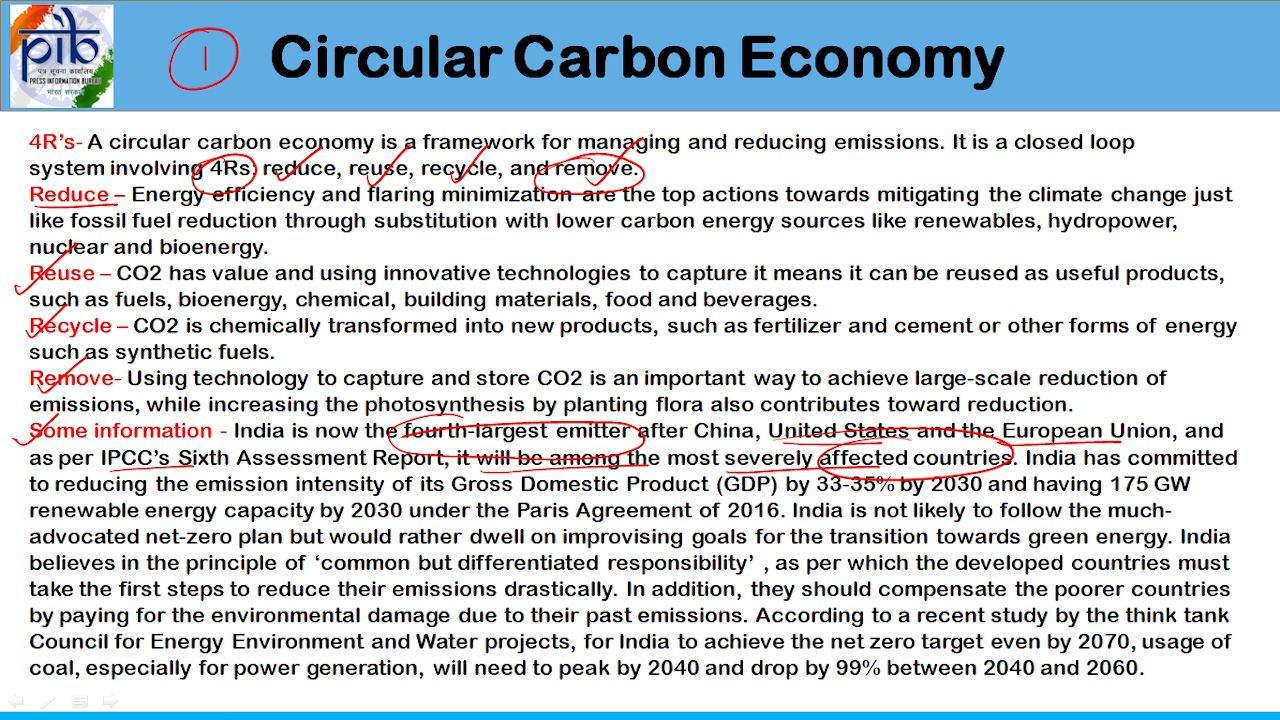 pib
पत्र सूचना कार्यालय
PRESS INFORMATION BUREAU
भारत सरकार
1
Circular Carbon Economy
4R's- A circular carbon economy is a framework for managing and reducing emissions. It is a closed loop
system involving 4Rs: reduce, reuse, recycle, and remove.
Reduce – Energy efficiency and flaring minimization are the top actions towards mitigating the climate change just
like fossil fuel reduction through substitution with lower carbon energy sources like renewables, hydropower,
nuclear and bioenergy.
Reuse – CO2 has value and using innovative technologies to capture it means it can be reused as useful products,
such as fuels, bioenergy, chemical, building materials, food and beverages.
Recycle – CO2 is chemically transformed into new products, such as fertilizer and cement or other forms of energy
such as synthetic fuels.
Remove- Using technology to capture and store CO2 is an important way to achieve large-scale reduction of
emissions, while increasing the photosynthesis by planting flora also contributes toward reduction.
Some information - India is now the fourth-largest emitter after China, United States and the European Union, and
as per IPCC's Sixth Assessment Report, it will be among the most severely affected countries. India has committed
to reducing the emission intensity of its Gross Domestic Product (GDP) by 33-35% by 2030 and having 175 GW
renewable energy capacity by 2030 under the Paris Agreement of 2016. India is not likely to follow the much-
advocated net-zero plan but would rather dwell on improvising goals for the transition towards green energy. India
believes in the principle of ‘common but differentiated responsibility’ , as per which the developed countries must
take the first steps to reduce their emissions drastically. In addition, they should compensate the poorer countries
by paying for the environmental damage due to their past emissions. According to a recent study by the think tank
Council for Energy Environment and Water projects, for India to achieve the net zero target even by 2070, usage of
coal, especially for power generation, will need to peak by 2040 and drop by 99% between 2040 and 2060.